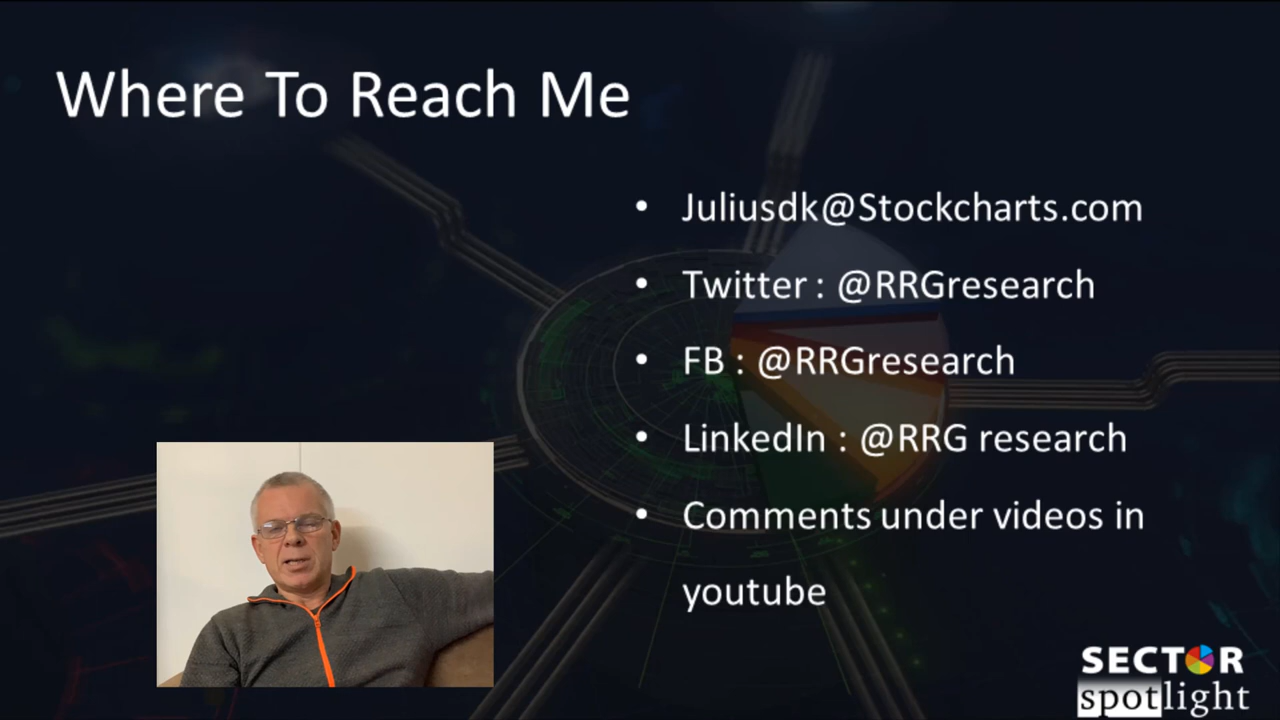 Where To Reach Me
• Juliusdk@Stockcharts.com
• Twitter : @RRGresearch
• FB : @RRGresearch
• LinkedIn : @RRG research
• Comments under videos in
youtube
SECTOR
spotlight